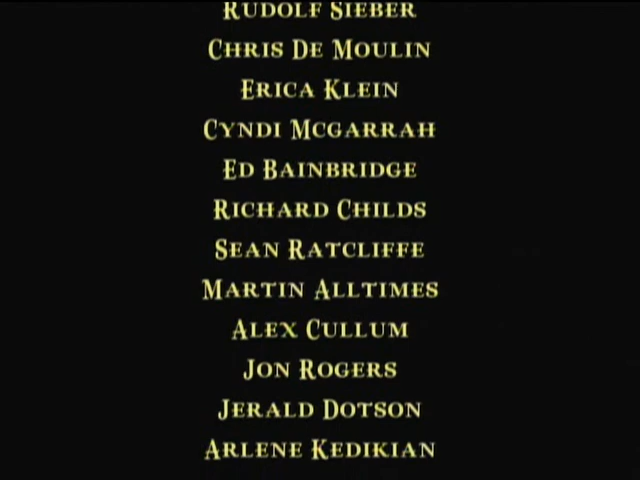 Rudolf Sieber
Chris De Moulin
Erica Klein
Cyndi Mcgarrah
Ed Bainbridge
Richard Childs
Sean Ratcliffe
Martin Alltimes
Alex Cullum
Jon Rogers
Jerald Dotson
Arlene Kedikian